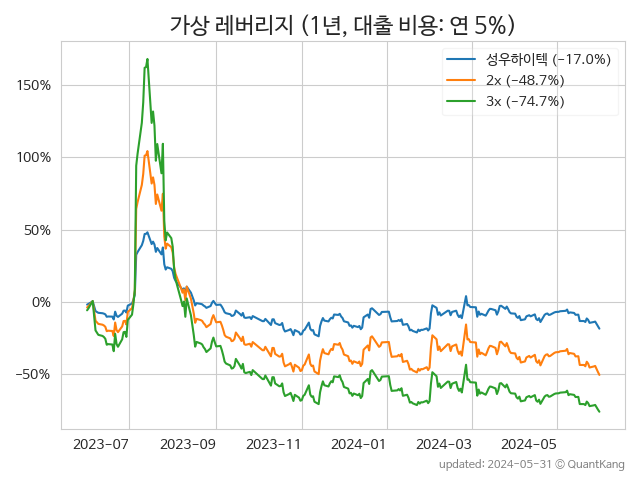 가상 레버리지 (1년, 대출 비용: 연 5%)
성우하이텍 (−17.0%)
2x (−48.7%)
3x (−74.7%)
150%
100%
50%
0%
−50%
2023-07 2023-09 2023-11 2024-01 2024-03 2024-05
updated: 2024-05-31 © QuantKang